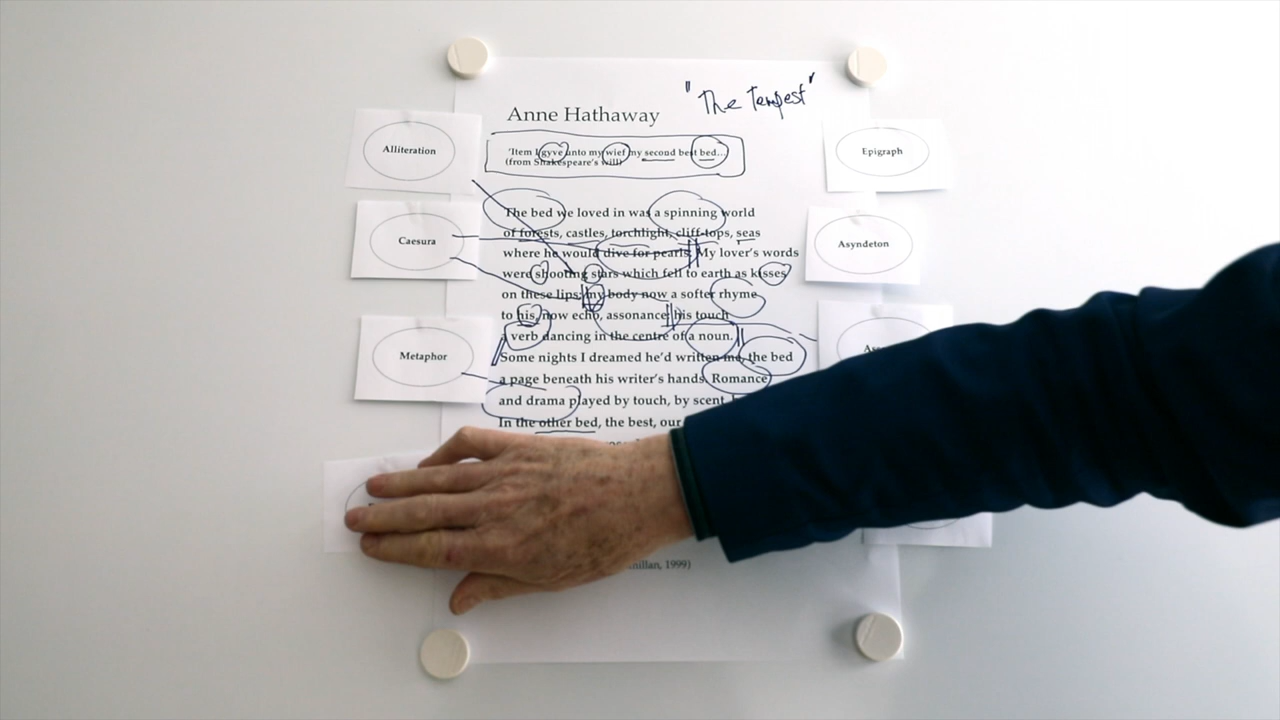 "The Tempest"
Anne Hathaway
'Item I gyve unto my wief my second best bed...
(from Shakespeare's will)
Alliteration
Epigraph
The bed we loved in was a spinning world
of forests, castles, torchlight, cliff-tops, seas
Caesura
Asyndeton
where he would dive for pearls. My lover's words
were shooting stars which fell to earth as kisses
on these lips; my body now a softer rhyme
to his, now echo, assonance; his touch
a verb dancing in the centre of a noun.
Metaphor
Some nights I dreamed he'd written me, the bed
a page beneath his writer's hands. Romance
and drama played by touch, by scent,
In the other bed, the best, our
millan, 1999)